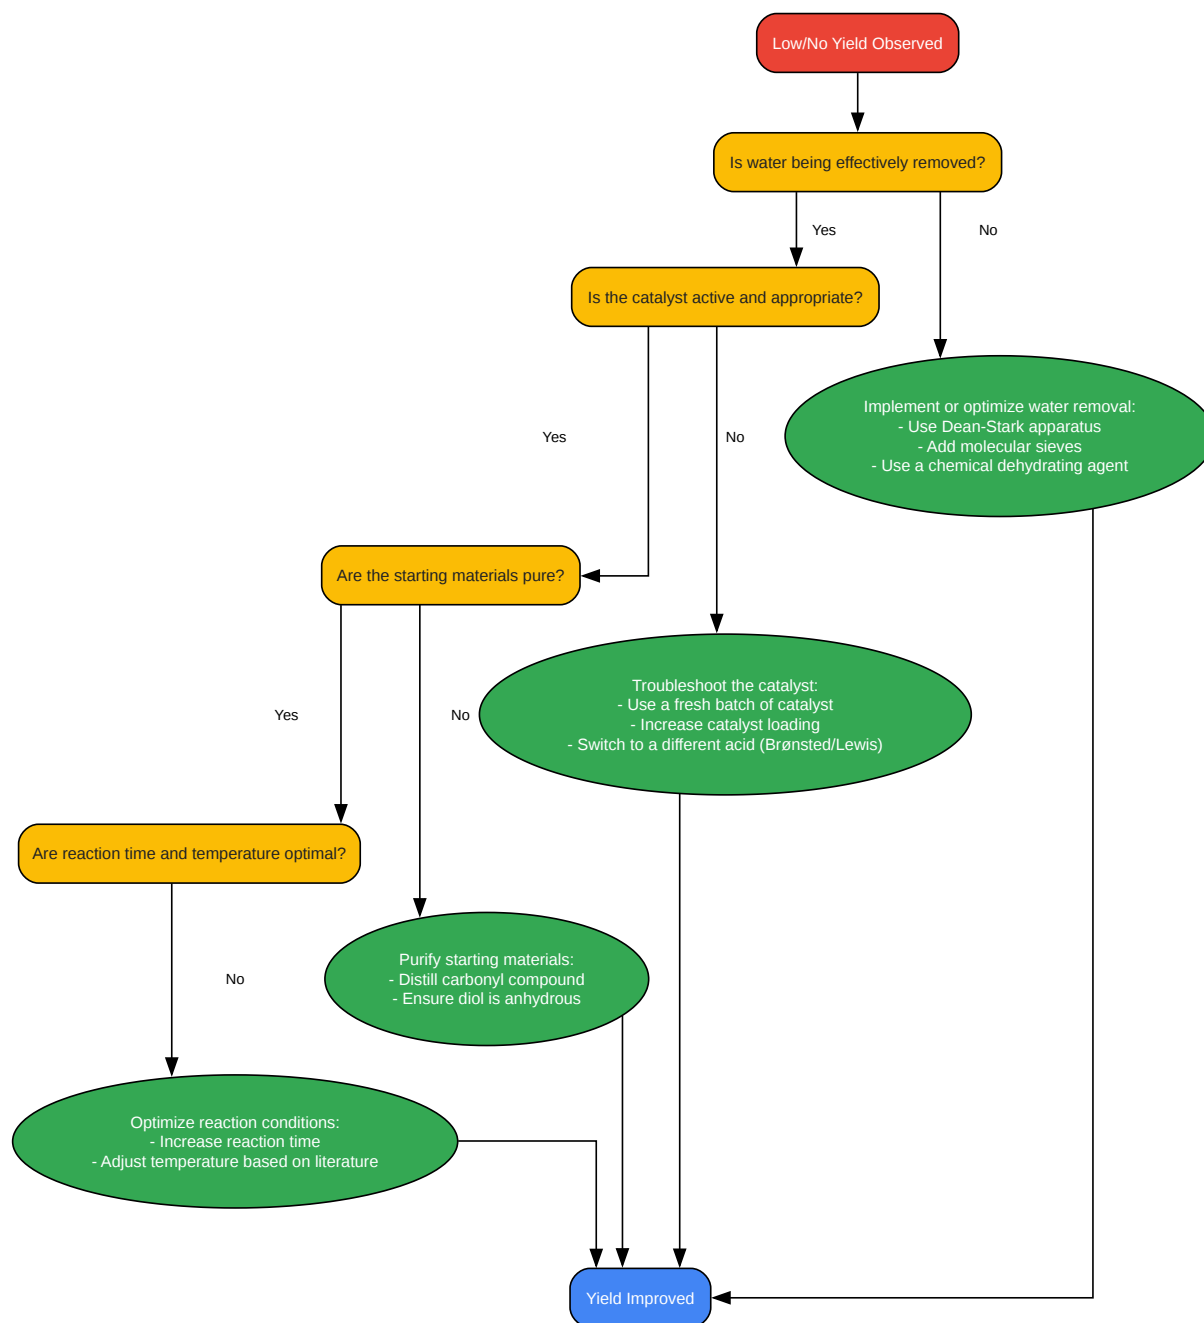 Low/No Yield Observed
Is water being effectively removed?
Yes
No
Is the catalyst active and appropriate?
Implement or optimize water removal:
- Use Dean-Stark apparatus
- Add molecular sieves
- Use a chemical dehydrating agent
Yes
No
Are the starting materials pure?
Troubleshoot the catalyst:
- Use a fresh batch of catalyst
- Increase catalyst loading
- Switch to a different acid (Brønsted/Lewis)
Yes
No
Are reaction time and temperature optimal?
Purify starting materials:
- Distill carbonyl compound
- Ensure diol is anhydrous
No
Optimize reaction conditions:
- Increase reaction time
- Adjust temperature based on literature
Yield Improved